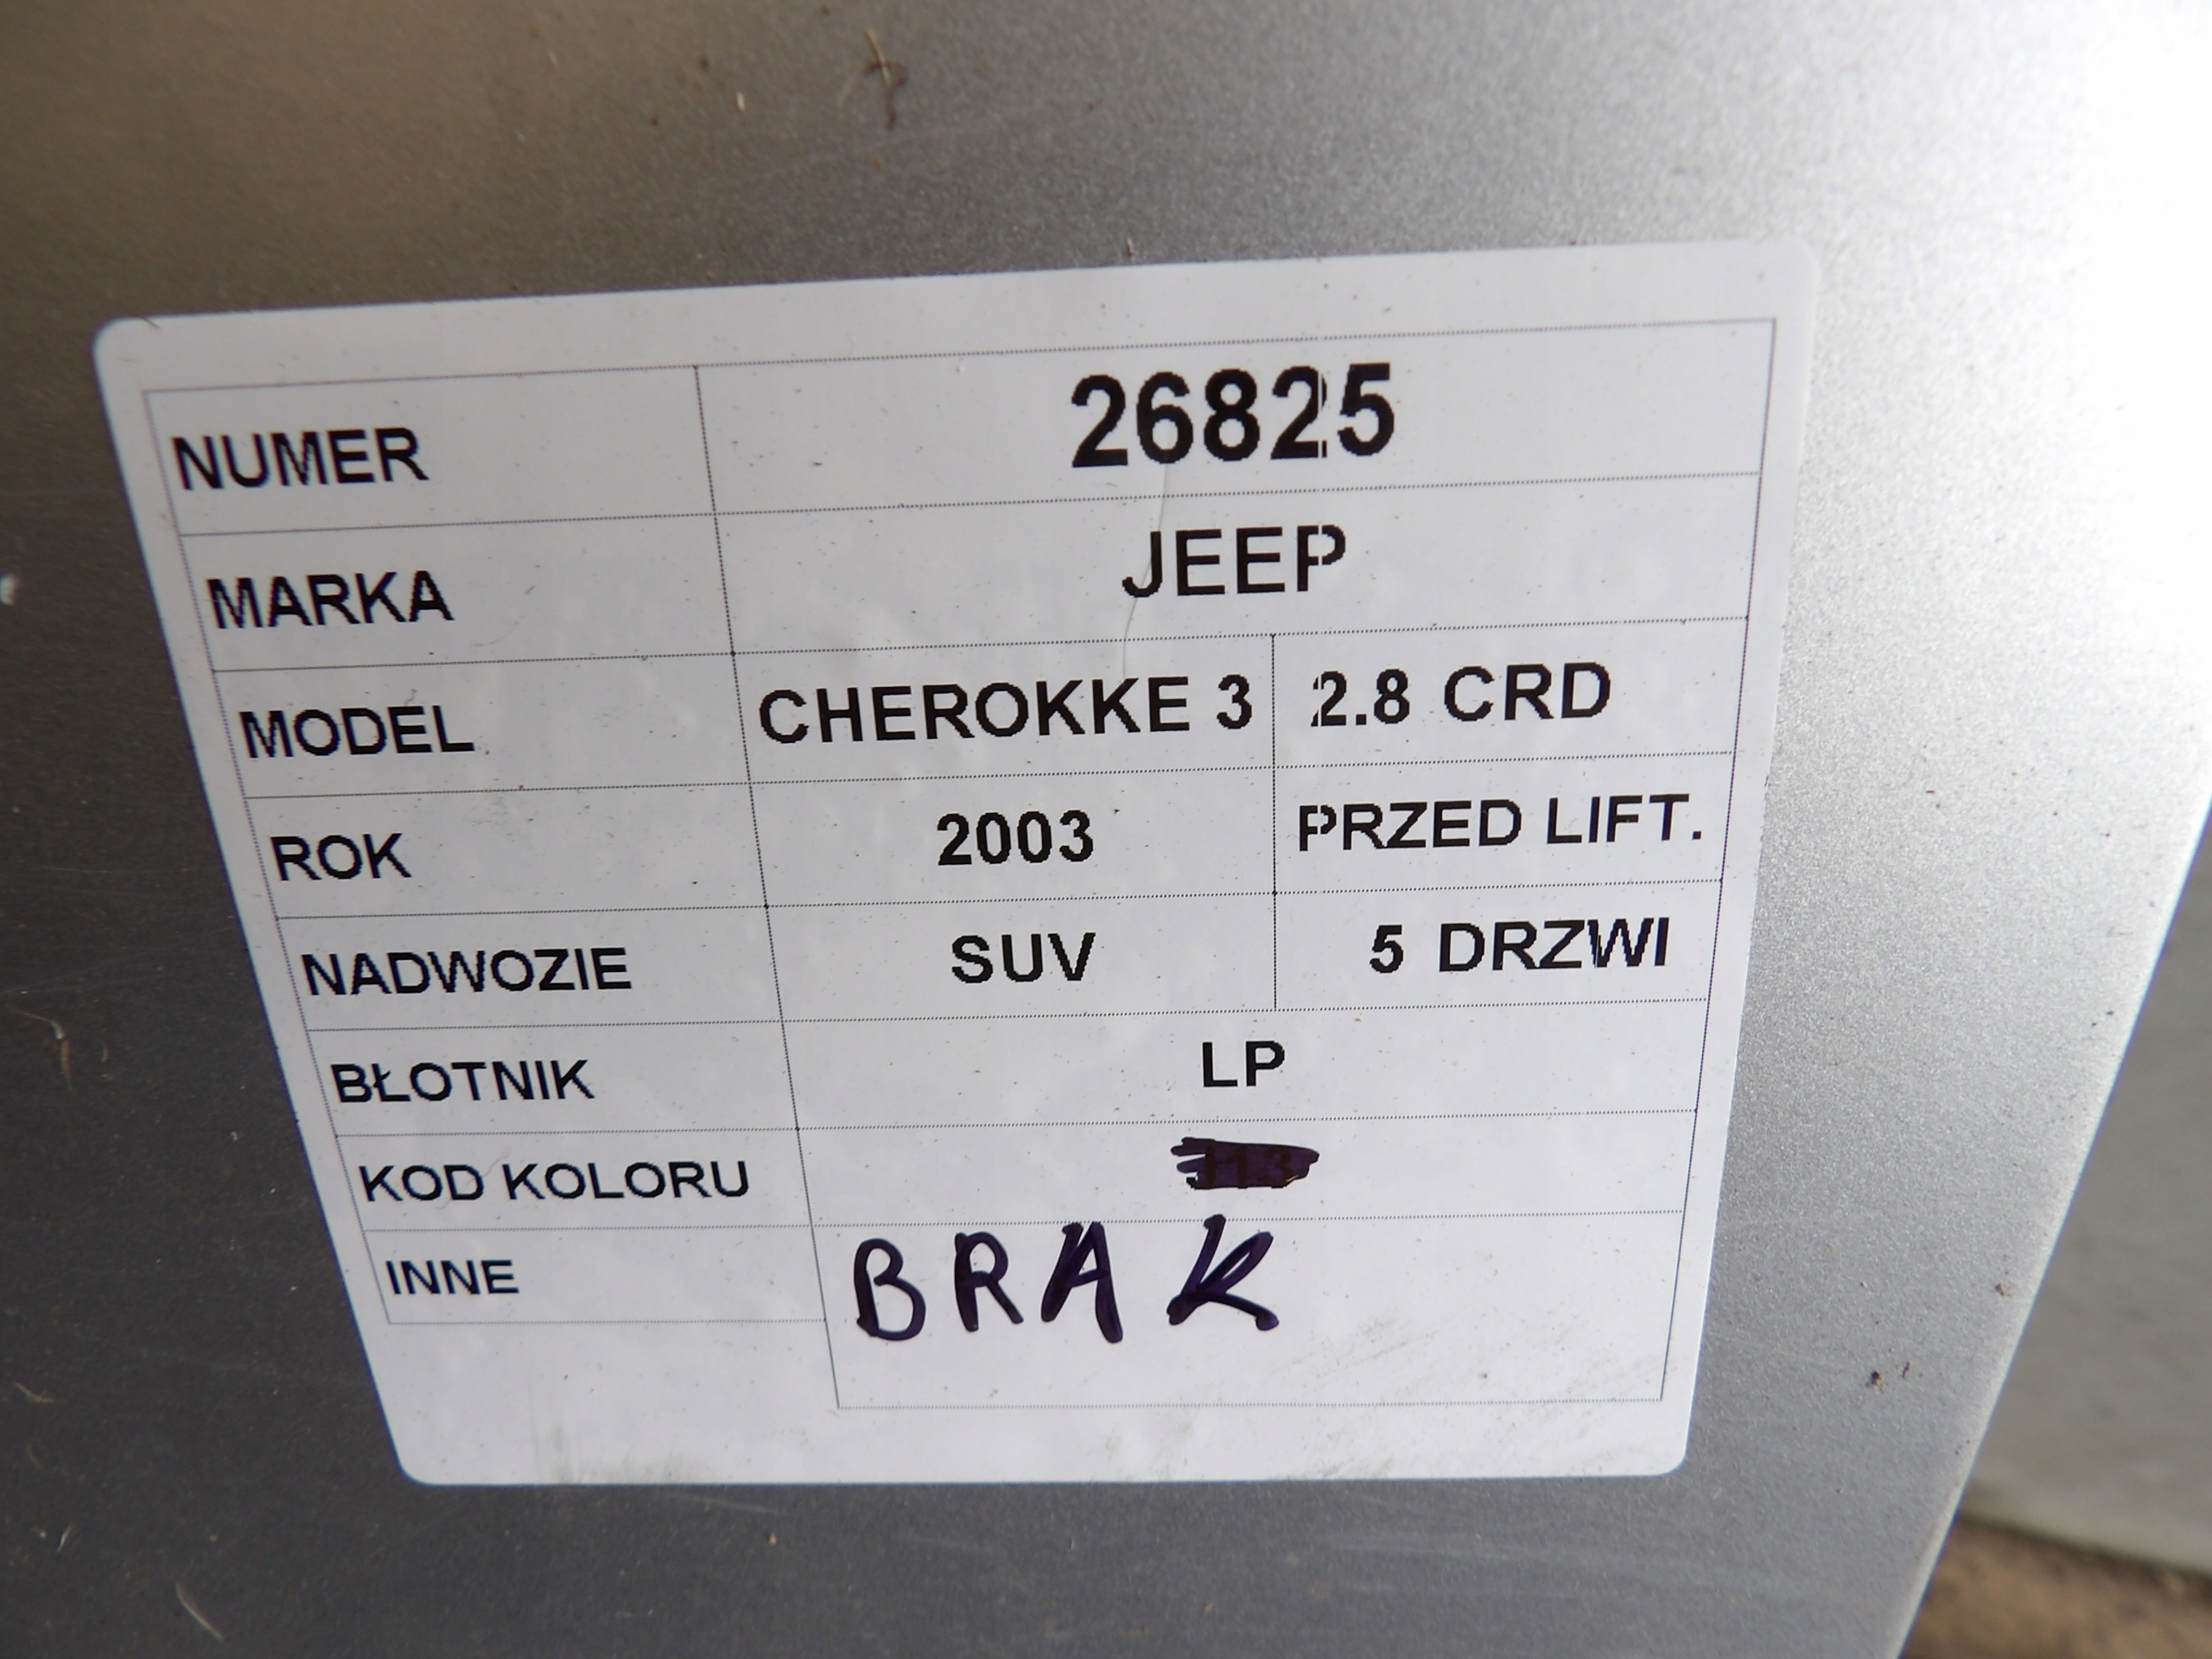 NUMER 26825
MARKA JEEP
MODEL CHEROKKE 3 2.8 CRD
ROK 2003 PRZED LIFT.
NADWOZIE SUV 5 DRZWI
BŁOTNIK LP
KOD KOLORU
INNE BRAK